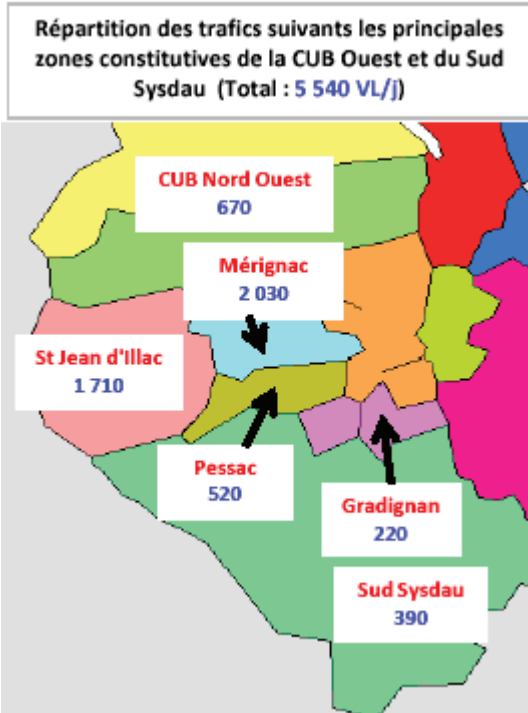 Répartition des trafics suivants les principales
zones constitutives de la CUB Ouest et du Sud
Sysdau (Total : 5 540 VL/j)
CUB Nord Ouest
670
Mérignac
2 030
St Jean d'Illac
1 710
Pessac
520
Gradignan
220
Sud Sysdau
390